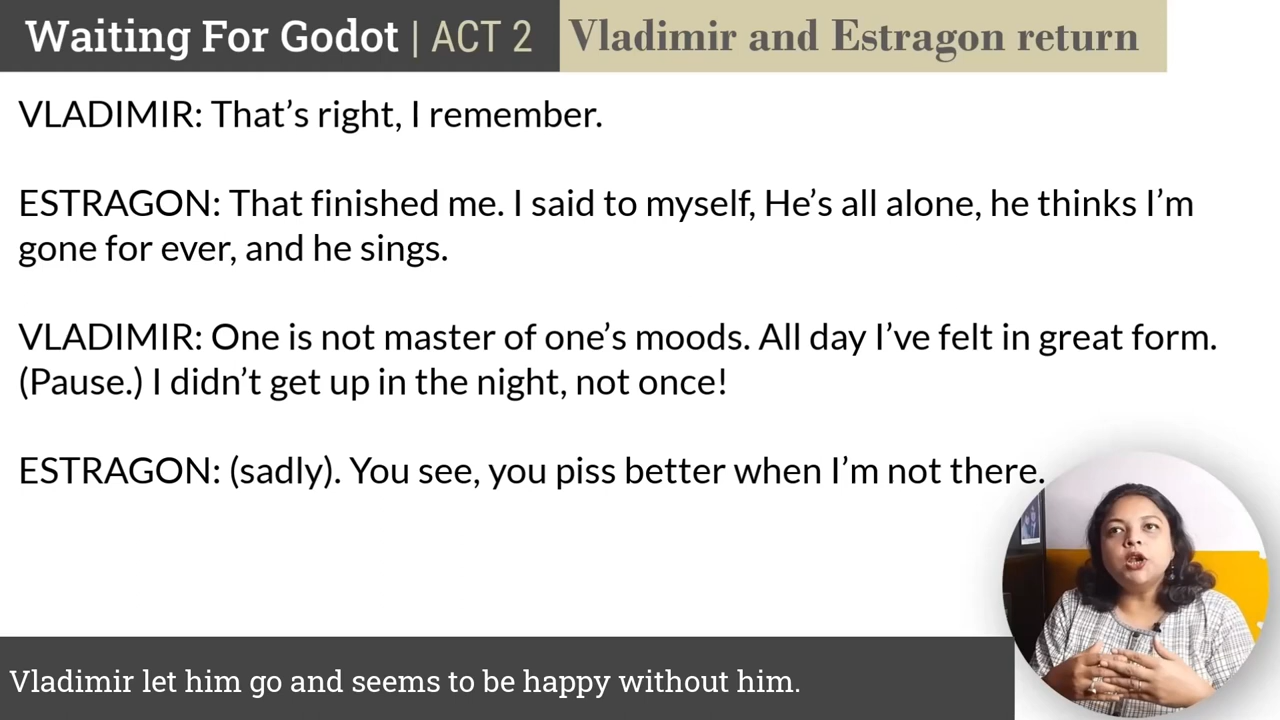 Waiting For Godot | ACT 2 Vladimir and Estragon return
VLADIMIR: That’s right, I remember.
ESTRAGON: That finished me. I said to myself, He’s all alone, he thinks I’m
gone for ever, and he sings.
VLADIMIR: One is not master of one’s moods. All day I’ve felt in great form.
(Pause.) I didn’t get up in the night, not once!
ESTRAGON: (sadly). You see, you piss better when I’m not there.
Vladimir let him go and seems to be happy without him.